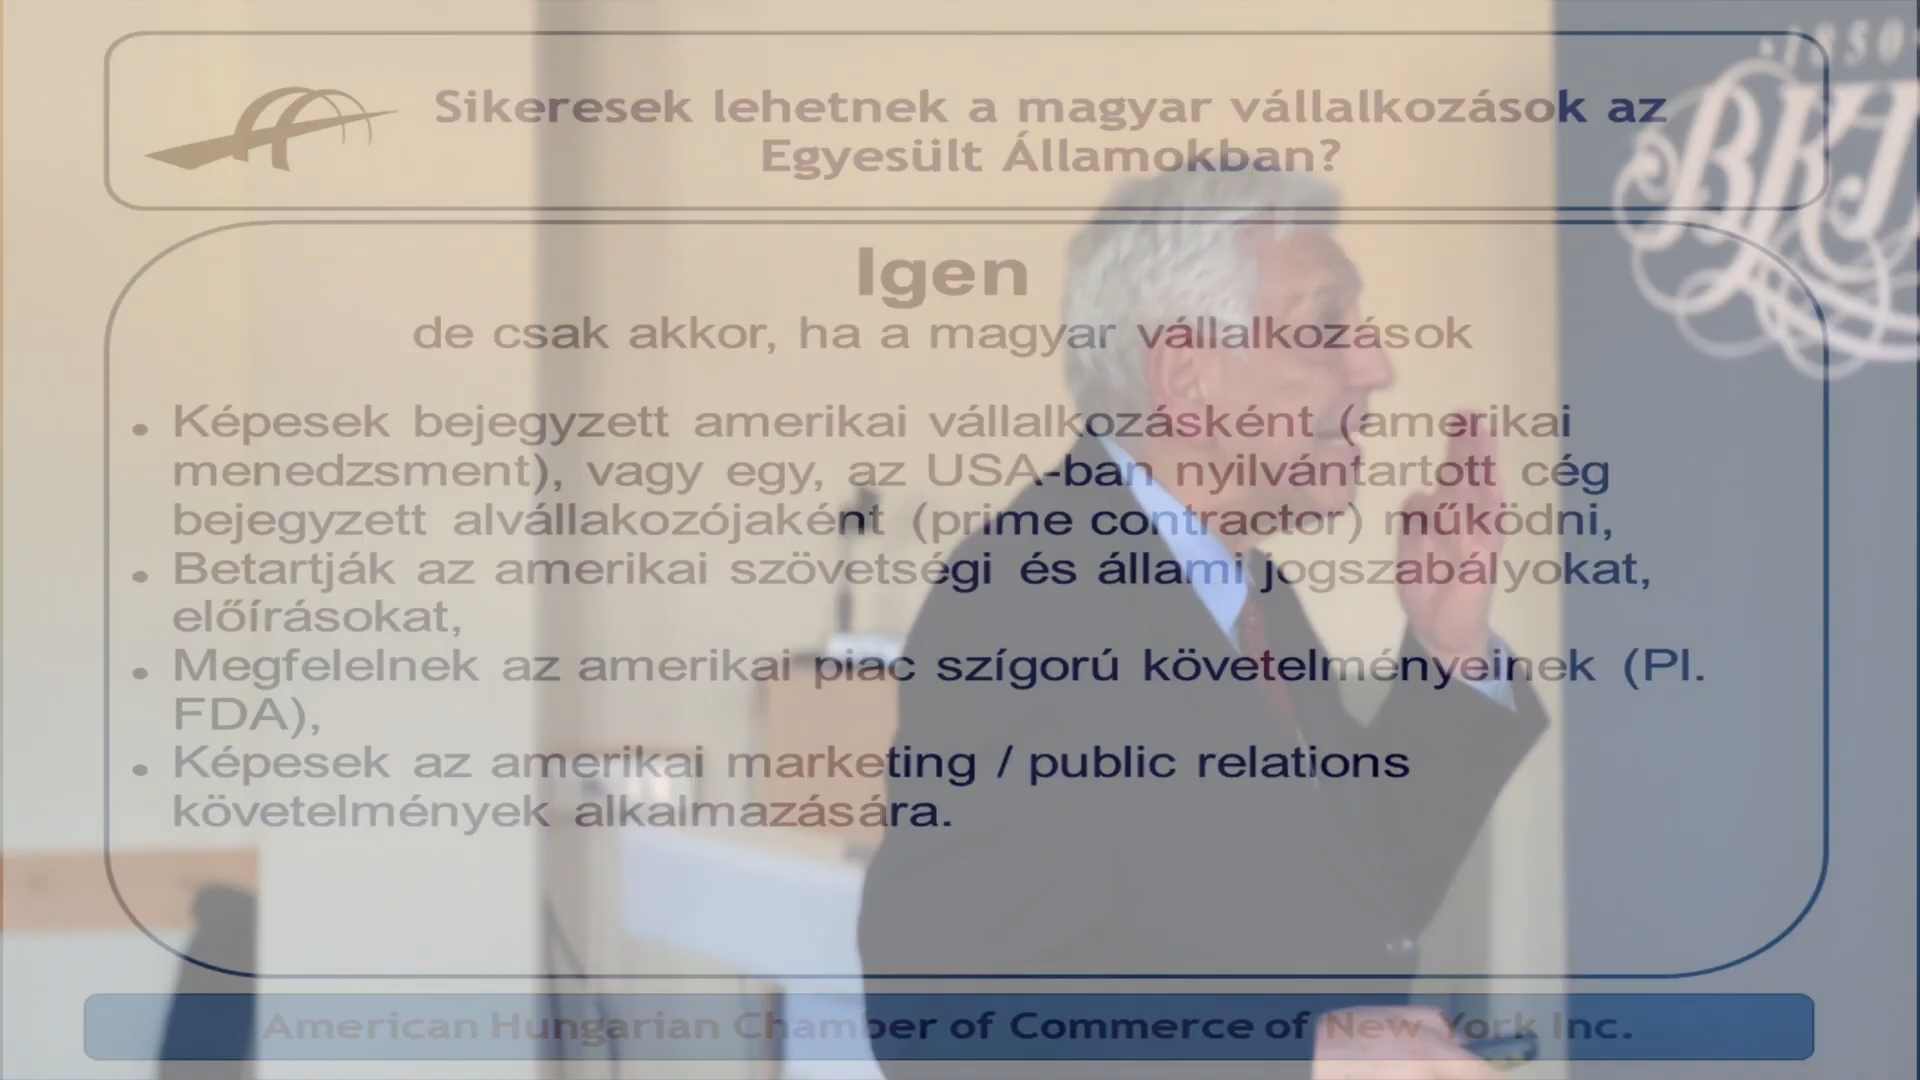 ·1850·
BKI
Sikeresek lehetnek a magyar vállalkozások az
Egyesült Államokban?
Igen
de csak akkor, ha a magyar vállalkozások
• Képesek bejegyzett amerikai vállalkozásként (amerikai
menedzsment), vagy egy, az USA-ban nyilvántartott cég
bejegyzett alvállakozójaként (prime contractor) működni,
• Betartják az amerikai szövetségi és állami jogszabályokat,
előírásokat,
• Megfelelnek az amerikai piac szígorú követelményeinek (Pl.
FDA),
• Képesek az amerikai marketing / public relations
követelmények alkalmazására.
American Hungarian Chamber of Commerce of New York Inc.